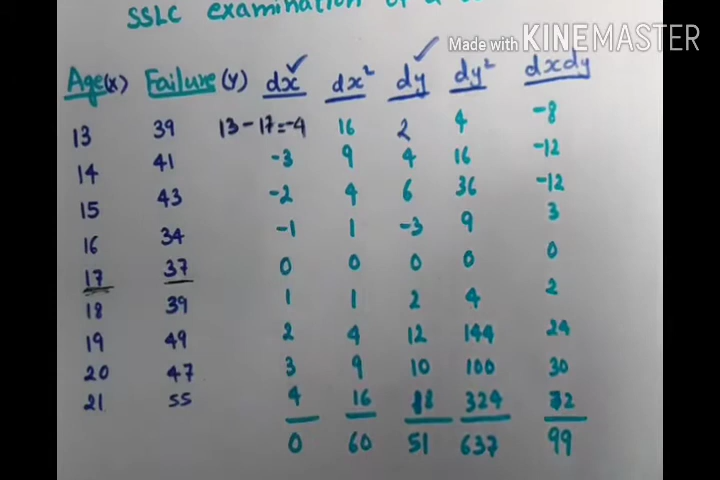 SSLC examination of a
Made with KINEMASTER
Age(x) Failure (Y) dx ✓ dx² dy ✓ dy² dxdy
13 39 13-17=-4 16 2 4 -8
14 41 -3 9 4 16 -12
15 43 -2 4 6 36 -12
16 34 -1 1 -3 9 3
17 37 0 0 0 0 0
18 39 1 1 2 4 2
19 49 2 4 12 144 24
20 47 3 9 10 100 30
21 55 4 16 18 324 72
0 60 51 637 99